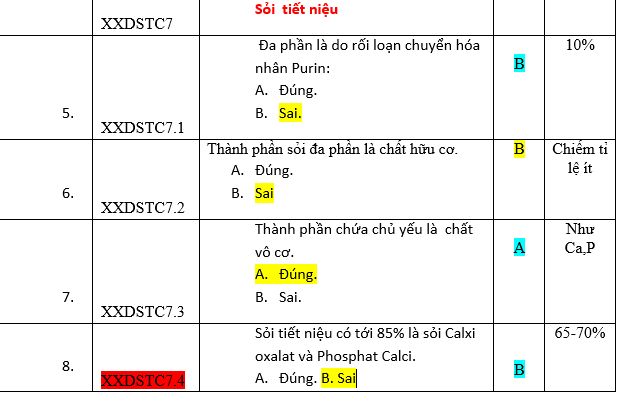 Sỏi tiết niệu
XXDSTC7
Đa phần là do rối loạn chuyển hóa
nhân Purin:
A. Đúng.
B. Sai.
B
10%
5.
XXDSTC7.1
Thành phần sỏi đa phần là chất hữu cơ.
A. Đúng.
B. Sai
B
Chiếm tỉ
lệ ít
6.
XXDSTC7.2
Thành phần chứa chủ yếu là chất
vô cơ.
A. Đúng.
B. Sai.
A
Như
Ca,P
7.
XXDSTC7.3
Sỏi tiết niệu có tới 85% là sỏi Calxi
oxalat và Phosphat Calci.
A. Đúng. B. Sai
B
65-70%
8.
XXDSTC7.4